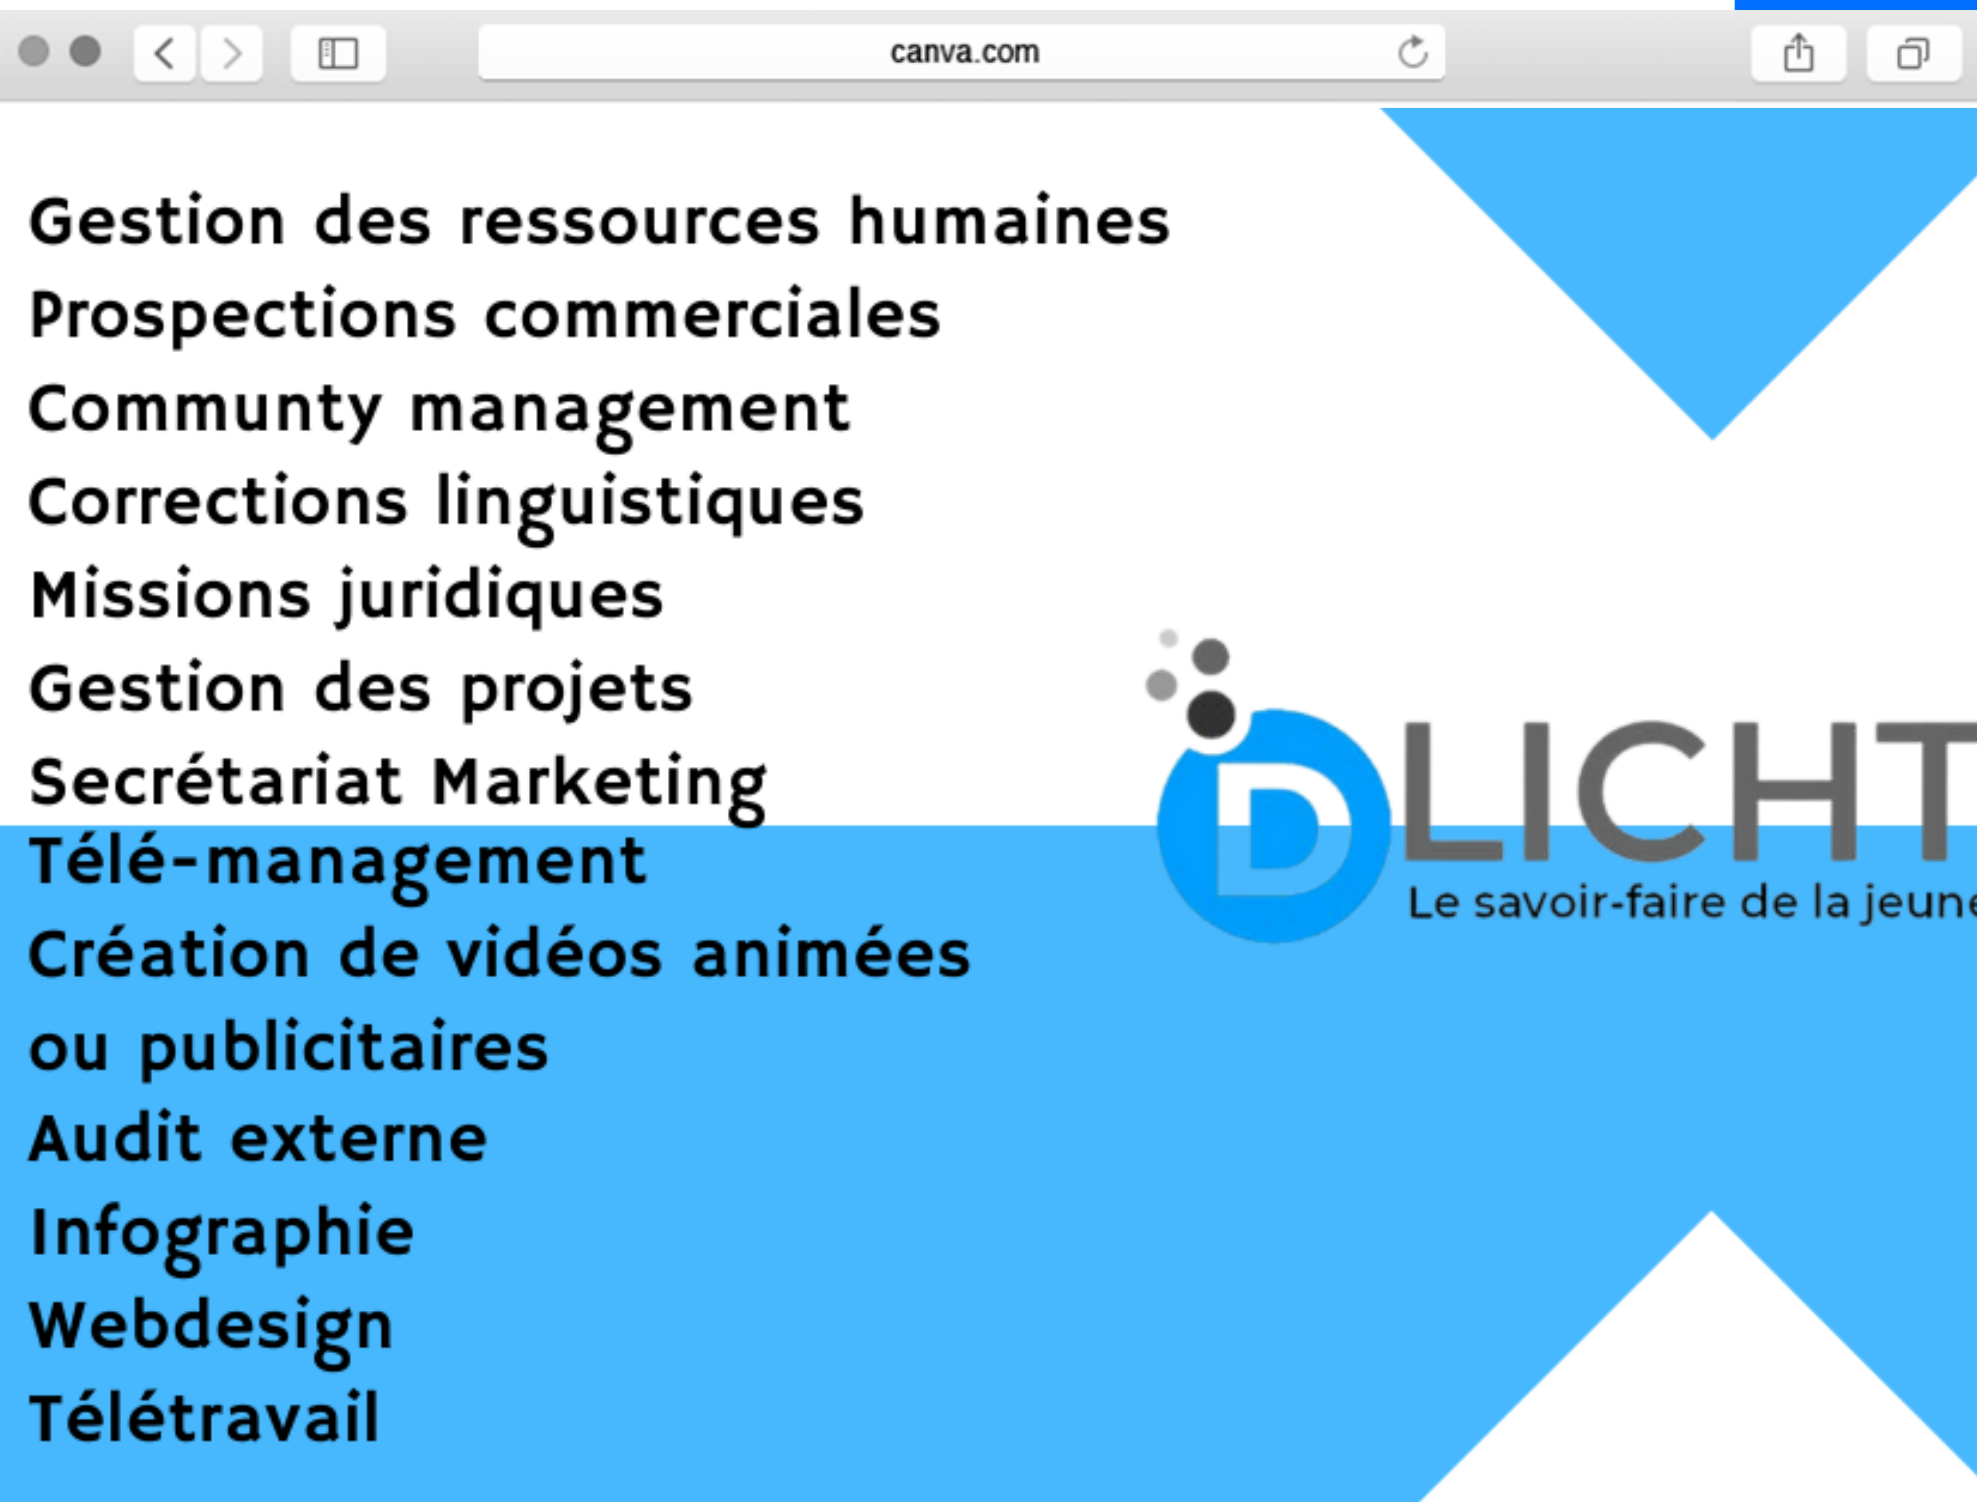 canva.com
Gestion des ressources humaines
Prospections commerciales
Communty management
Corrections linguistiques
Missions juridiques
Gestion des projets
Secrétariat Marketing
Télé-management
Création de vidéos animées
ou publicitaires
Audit externe
Infographie
Webdesign
Télétravail
DLICHT
Le savoir-faire de la jeune